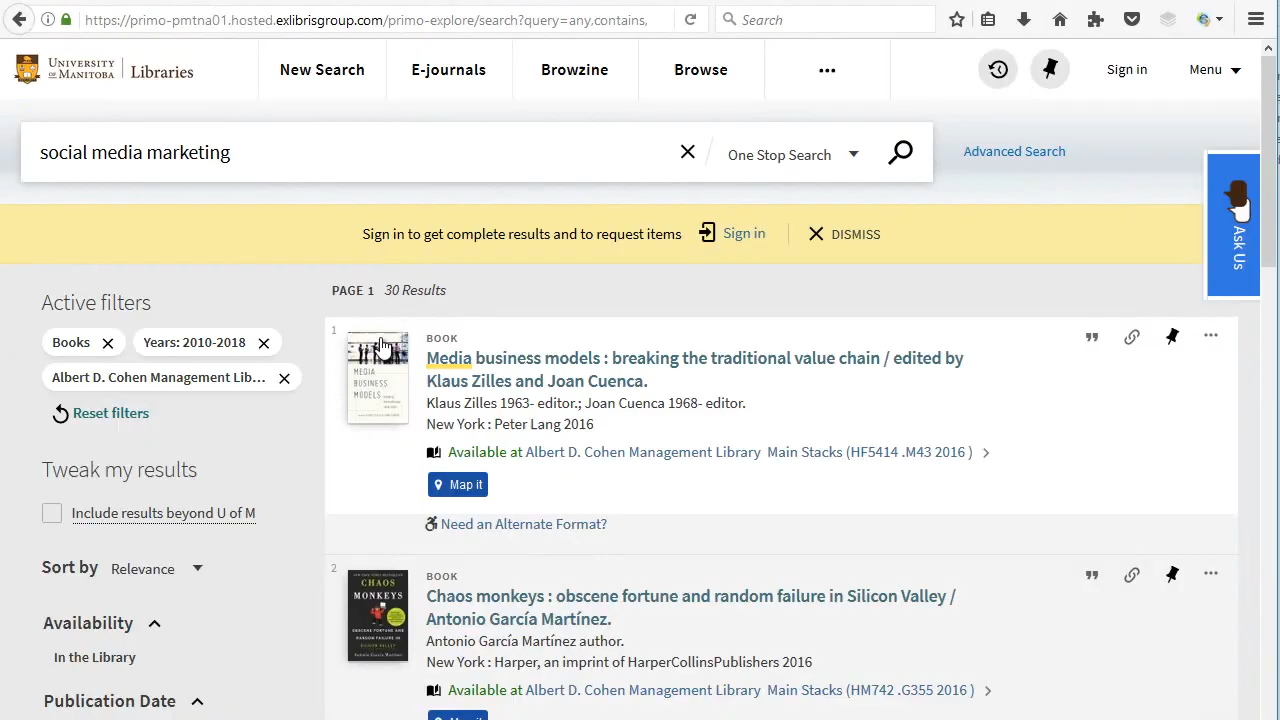 https://primo-pmtna01.hosted.exlibrisgroup.com/primo-explore/search?query=any,contains,
Search
UNIVERSITY OF MANITOBA Libraries
New Search
E-journals
Browzine
Browse
Sign in
Menu
social media marketing
One Stop Search
Advanced Search
Ask Us
Sign in to get complete results and to request items
Sign in
DISMISS
Active filters
Books
Years: 2010-2018
Albert D. Cohen Management Lib...
Reset filters
Tweak my results
Include results beyond U of M
Sort by Relevance
Availability
In the Library
Publication Date
PAGE 1 30 Results
1
MEDIA
BUSINESS
MODELS
BOOK
Media business models : breaking the traditional value chain / edited by
Klaus Zilles and Joan Cuenca.
Klaus Zilles 1963- editor.; Joan Cuenca 1968- editor.
New York : Peter Lang 2016
Available at Albert D. Cohen Management Library Main Stacks (HF5414 .M43 2016 )
Map it
Need an Alternate Format?
2
CHAOS
MONKEYS
BOOK
Chaos monkeys : obscene fortune and random failure in Silicon Valley /
Antonio García Martínez.
Antonio García Martínez author.
New York : Harper, an imprint of HarperCollinsPublishers 2016
Available at Albert D. Cohen Management Library Main Stacks (HM742 .G355 2016 )